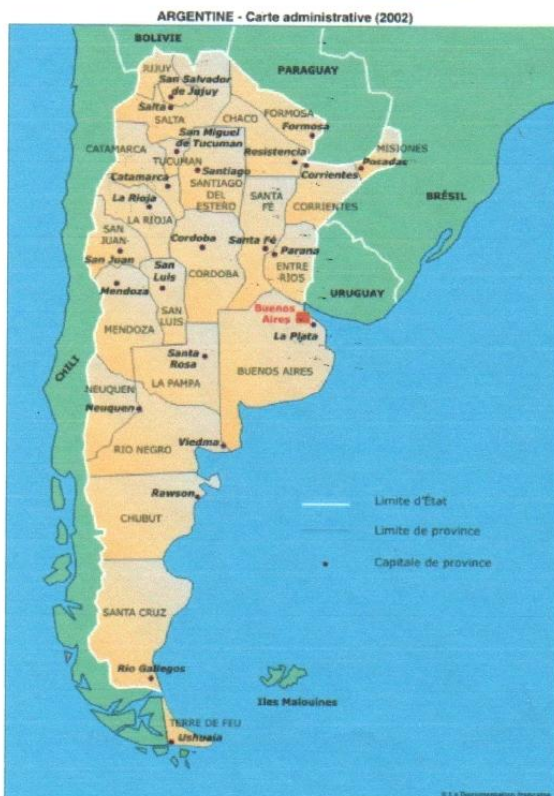 ARGENTINE - Carte administrative (2002)
BOLIVIE
JUJUY
PARAGUAY
San Salvador
de Jujuy
Salta
SALTA
FORMOSA
CHACO
Formosa
CATAMARCA
San Miguel
de Tucuman
TUCUMAN
MISIONES
Resistencia
Posadas
Santiago
Corrientes
Catamarca
SANTIAGO
DEL
ESTERO
SANTA
FÉ
BRÉSIL
La Rioja
CORRIENTES
LA RIOJA
SAN
JUAN
Cordoba
Santa Fé
Parana
San Juan
San
Luis
CORDOBA
ENTRE
RIOS
Mendoza
URUGUAY
SAN
LUIS
Buenos
Aires
MENDOZA
La Plata
Santa
Rosa
CHILI
BUENOS AIRES
LA PAMPA
NEUQUEN
Neuquen
Viedma
RIO NEGRO
Rawson
Limite d'État
CHUBUT
Limite de province
Capitale de province
SANTA CRUZ
Rio Gallegos
Iles Malouines
TERRE DE FEU
Ushuaia
© La Documentation française